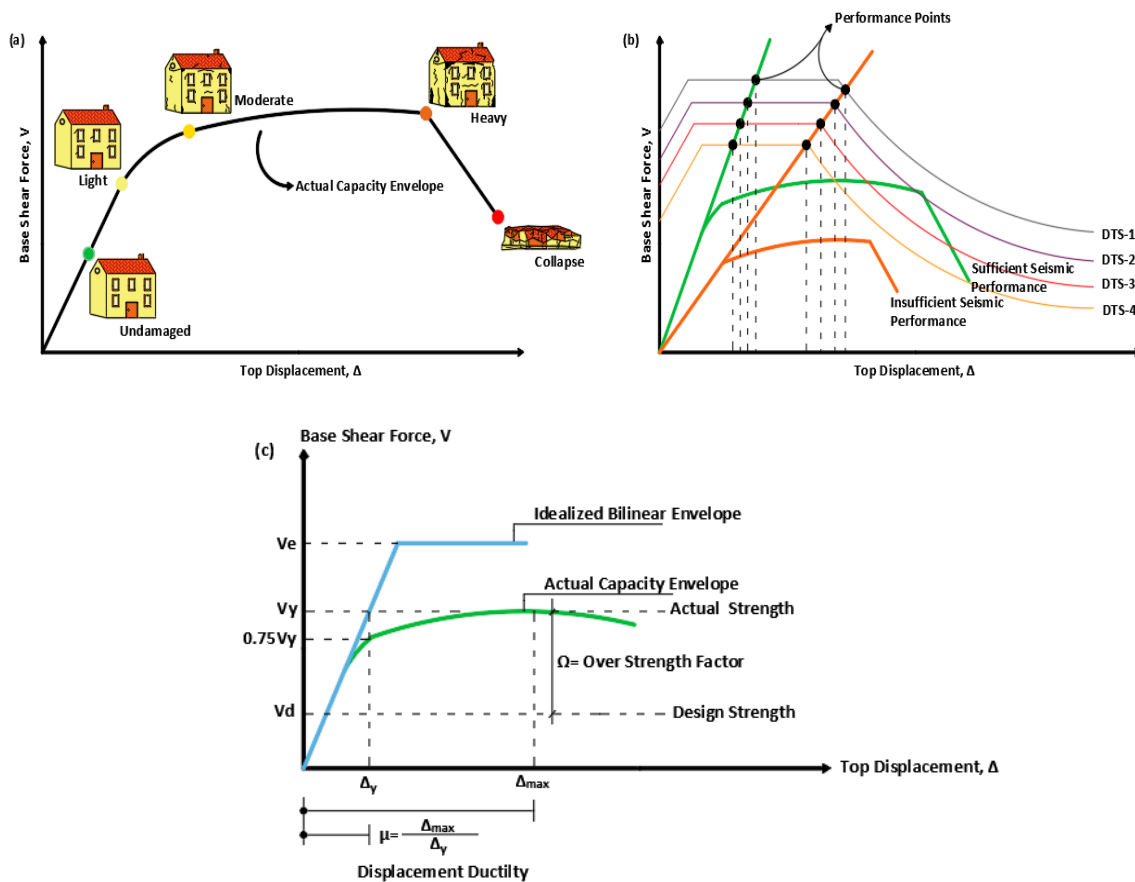 (a)
Base Shear Force, V
Moderate
Light
Heavy
Actual Capacity Envelope
Undamaged
Collapse
Top Displacement, Δ
(b)
Performance Points
Base Shear Force, V
DTS-1
DTS-2
Sufficient Seismic
Performance
DTS-3
Insufficient Seismic
Performance
DTS-4
Top Displacement, Δ
(c)
Base Shear Force, V
Idealized Bilinear Envelope
Ve
Actual Capacity Envelope
Vy
Actual Strength
0.75Vy
Ω= Over Strength Factor
Vd
Design Strength
Top Displacement, Δ
Δy
Δmax
μ= Δmax
Δy
Displacement Ductilty